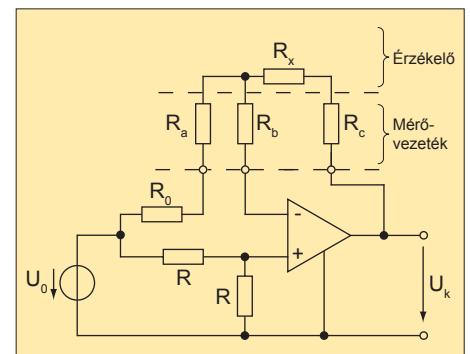 Rx
Érzékelő
Ra
Rb
Rc
Mérő-
vezeték
R0
-
R
+
U0
R
Uk